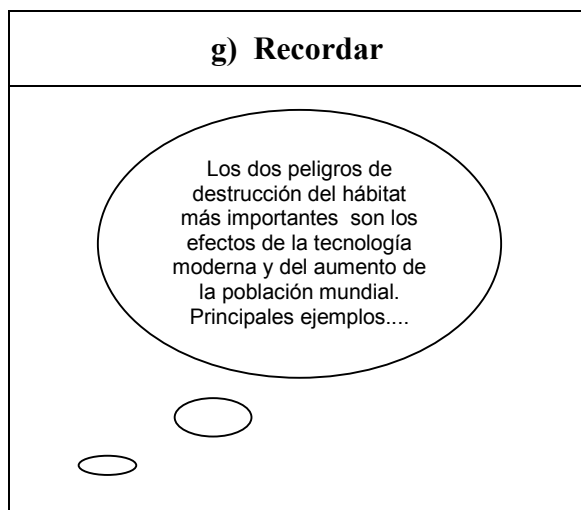 g) Recordar
Los dos peligros de
destrucción del hábitat
más importantes son los
efectos de la tecnología
moderna y del aumento de
la población mundial.
Principales ejemplos....